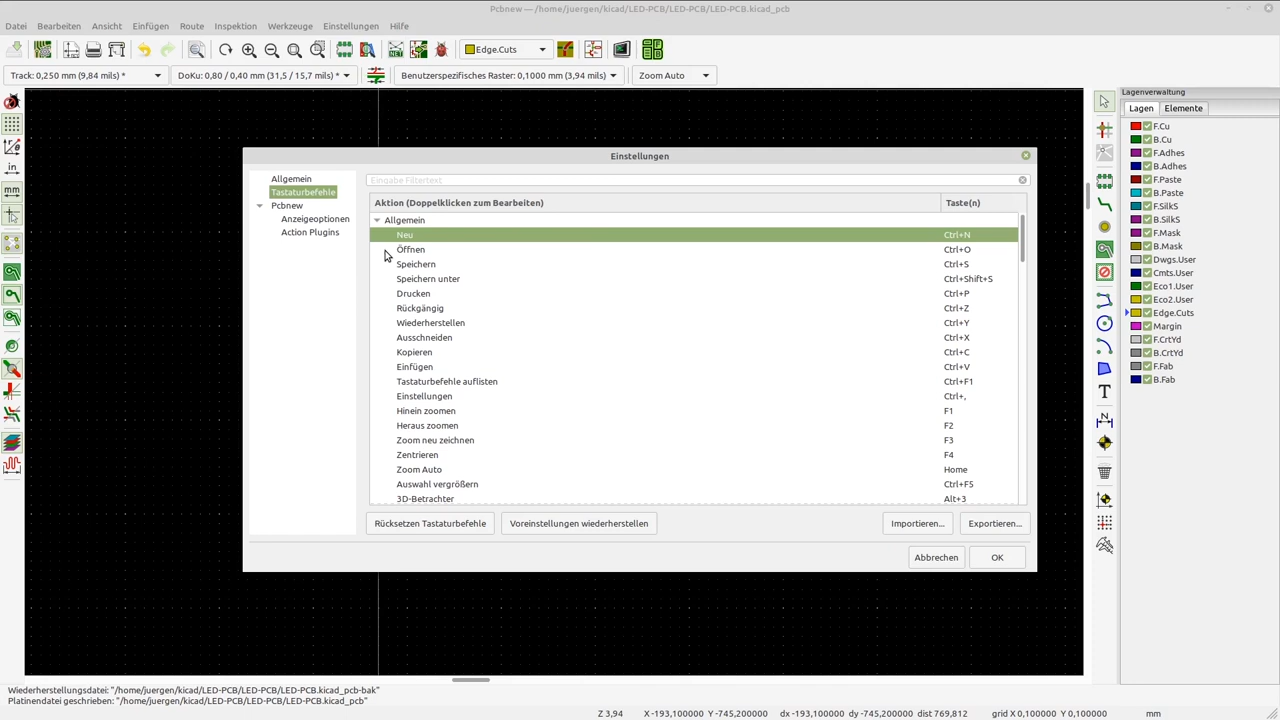 Pcbnew — /home/juergen/kicad/LED-PCB/LED-PCB/LED-PCB.kicad_pcb
Datei Bearbeiten Ansicht Einfügen Route Inspektion Werkzeuge Einstellungen Hilfe
NET Edge.Cuts
Track: 0,250 mm (9,84 mils) * DoKu: 0,80 / 0,40 mm (31,5 / 15,7 mils) * Benutzerspezifisches Raster: 0,1000 mm (3,94 mils) Zoom Auto
Lagenverwaltung
Lagen Elemente
F.Cu
B.Cu
F.Adhes
B.Adhes
F.Paste
B.Paste
F.SilkS
B.SilkS
F.Mask
B.Mask
Dwgs.User
Cmts.User
Eco1.User
Eco2.User
Edge.Cuts
Margin
F.CrtYd
B.CrtYd
F.Fab
B.Fab
in
mm
T
N
Einstellungen
Allgemein
Tastaturbefehle
Pcbnew
Anzeigeoptionen
Action Plugins
Eingabe Filtertext
Aktion (Doppelklicken zum Bearbeiten) Taste(n)
Allgemein
Neu Ctrl+N
Öffnen Ctrl+O
Speichern Ctrl+S
Speichern unter Ctrl+Shift+S
Drucken Ctrl+P
Rückgängig Ctrl+Z
Wiederherstellen Ctrl+Y
Ausschneiden Ctrl+X
Kopieren Ctrl+C
Einfügen Ctrl+V
Tastaturbefehle auflisten Ctrl+F1
Einstellungen Ctrl+,
Hinein zoomen F1
Heraus zoomen F2
Zoom neu zeichnen F3
Zentrieren F4
Zoom Auto Home
Auswahl vergrößern Ctrl+F5
3D-Betrachter Alt+3
Rücksetzen Tastaturbefehle Voreinstellungen wiederherstellen Importieren... Exportieren...
Abbrechen OK
Wiederherstellungsdatei: "/home/juergen/kicad/LED-PCB/LED-PCB/LED-PCB.kicad_pcb-bak"
Platinendatei geschrieben: "/home/juergen/kicad/LED-PCB/LED-PCB/LED-PCB.kicad_pcb"
Z 3,94 X -193,100000 Y -745,200000 dx -193,100000 dy -745,200000 dist 769,812 grid X 0,100000 Y 0,100000 mm